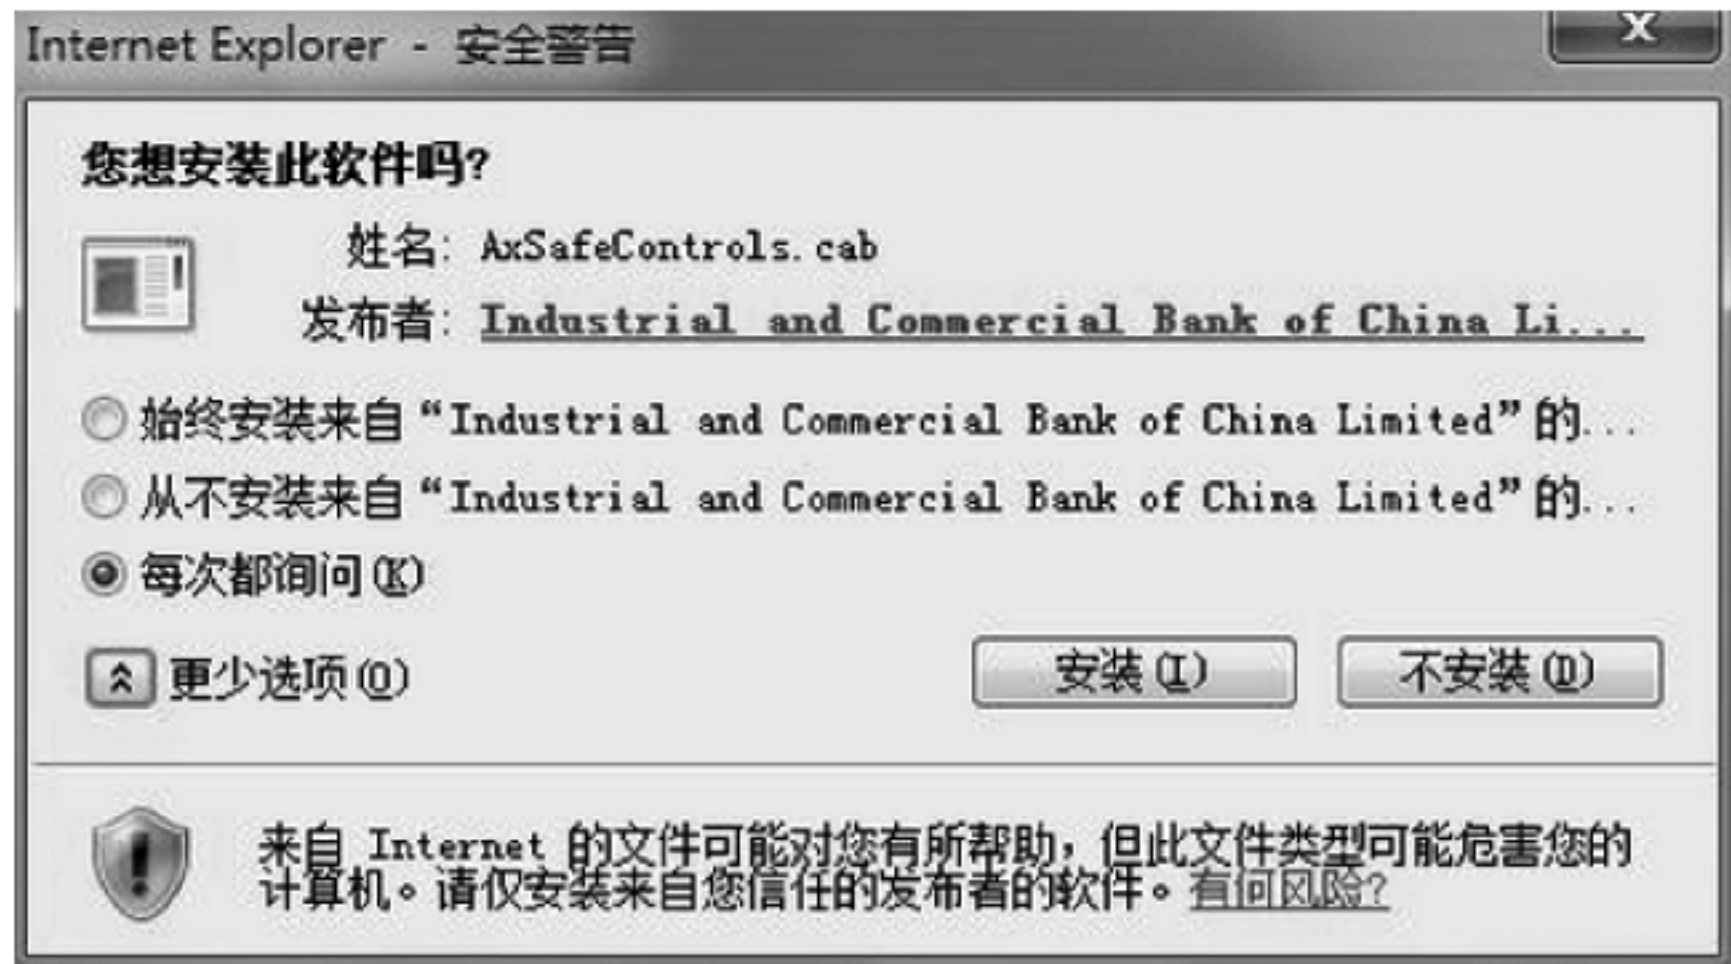 Internet Explorer - 安全警告
X
您想安装此软件吗?
姓名: AxSafeControls.cab
发布者: Industrial and Commercial Bank of China Li...
始终安装来自“Industrial and Commercial Bank of China Limited”的...
从不安装来自“Industrial and Commercial Bank of China Limited”的...
每次都询问(K)
更少选项(O)
安装(I)
不安装(D)
来自 Internet 的文件可能对您有所帮助，但此文件类型可能危害您的
计算机。请仅安装来自您信任的发布者的软件。有何风险?